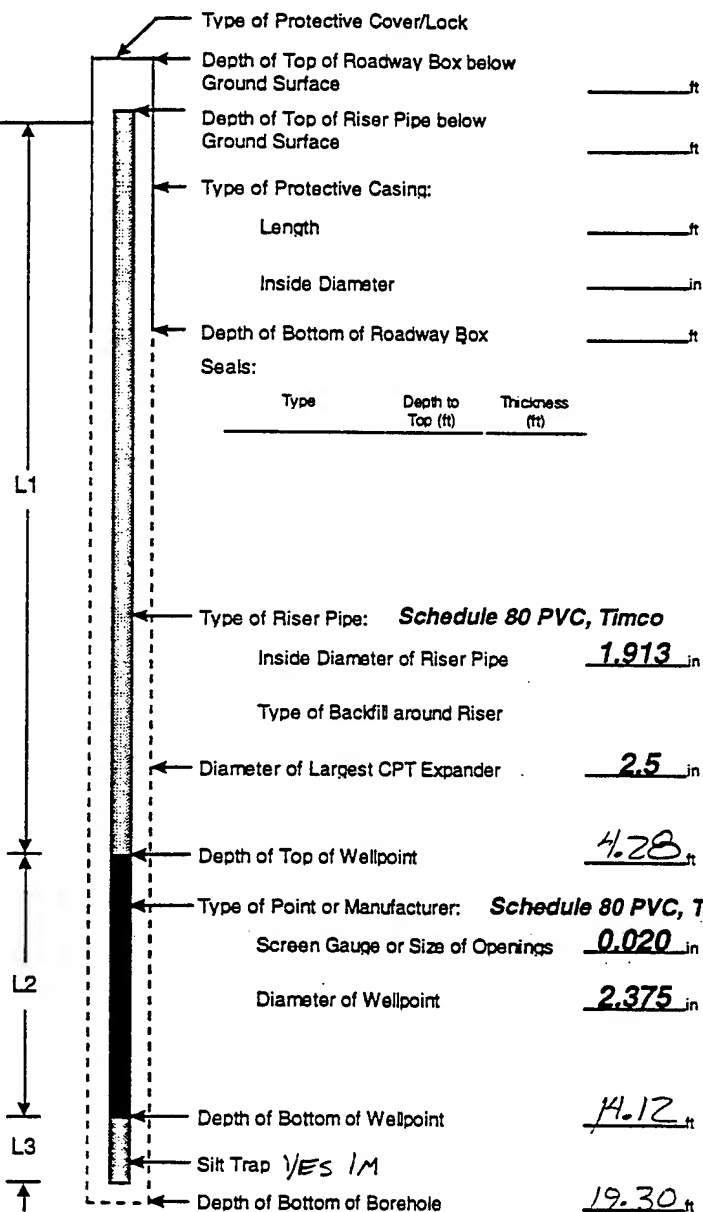 Type of Protective Cover/Lock
Depth of Top of Roadway Box below
Ground Surface ft
Depth of Top of Riser Pipe below
Ground Surface ft
Type of Protective Casing:
Length ft
Inside Diameter in
Depth of Bottom of Roadway Box ft
Seals:
Type Depth to Top (ft) Thickness (ft)
L1
Type of Riser Pipe: Schedule 80 PVC, Timco
Inside Diameter of Riser Pipe 1.913 in
Type of Backfill around Riser
Diameter of Largest CPT Expander 2.5 in
Depth of Top of Wellpoint 4.28 ft
Type of Point or Manufacturer: Schedule 80 PVC, T
Screen Gauge or Size of Openings 0.020 in
L2
Diameter of Wellpoint 2.375 in
Depth of Bottom of Wellpoint 14.12 ft
L3
Silt Trap YES 1M
Depth of Bottom of Borehole 19.30 ft